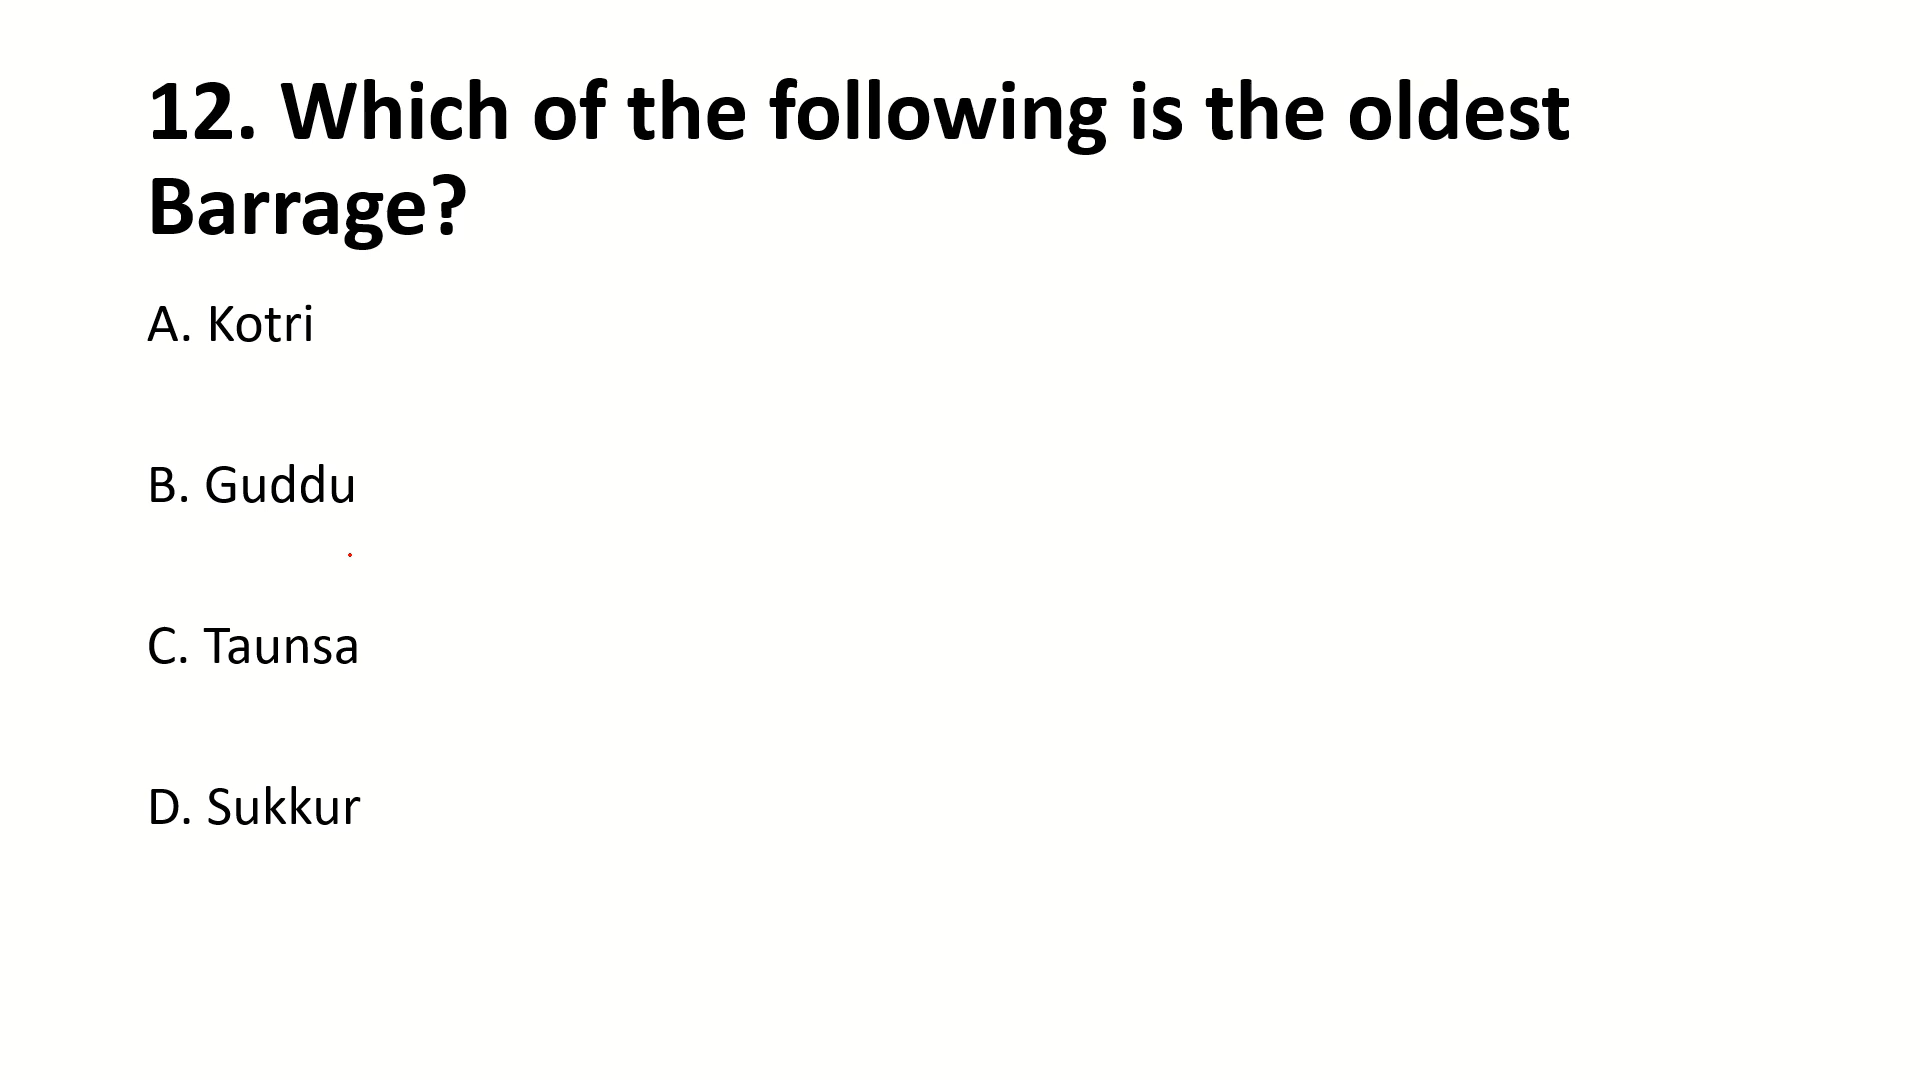 12. Which of the following is the oldest
Barrage?
A. Kotri
B. Guddu
C. Taunsa
D. Sukkur